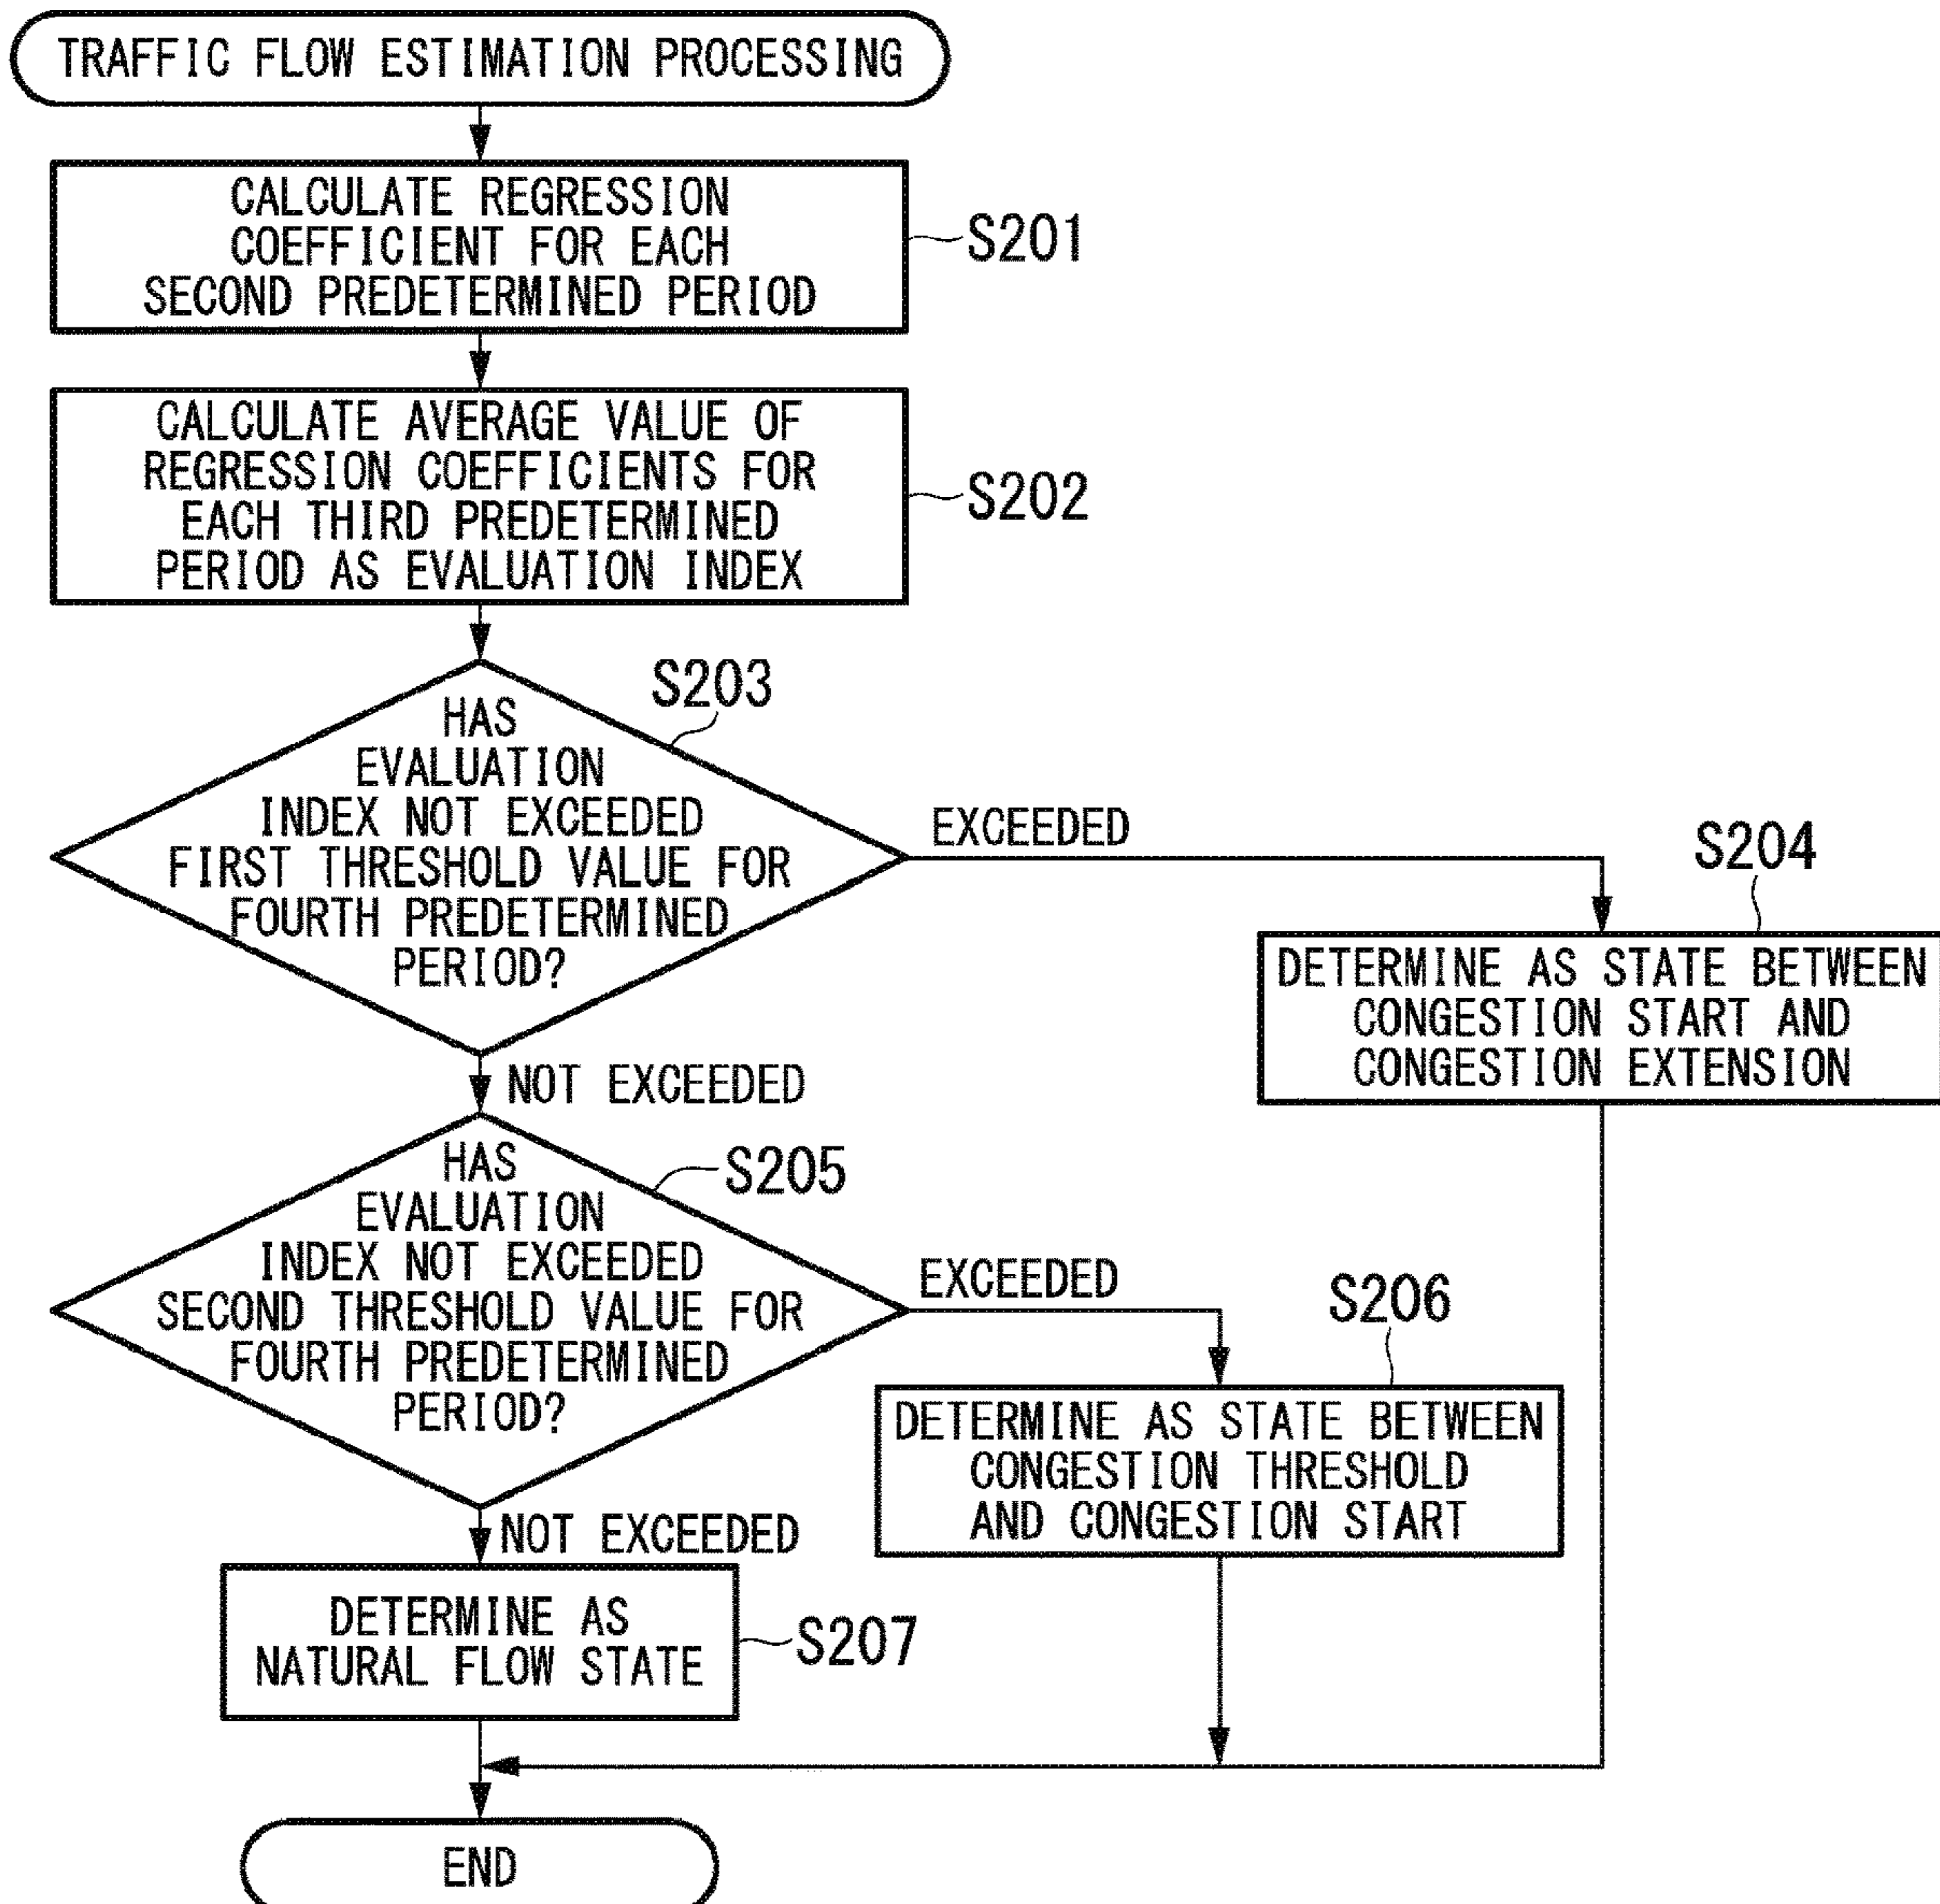 TRAFFIC FLOW ESTIMATION PROCESSING
CALCULATE REGRESSION
COEFFICIENT FOR EACH
SECOND PREDETERMINED PERIOD
S201
CALCULATE AVERAGE VALUE OF
REGRESSION COEFFICIENTS FOR
EACH THIRD PREDETERMINED
PERIOD AS EVALUATION INDEX
S202
S203
HAS
EVALUATION
INDEX NOT EXCEEDED
FIRST THRESHOLD VALUE FOR
FOURTH PREDETERMINED
PERIOD?
EXCEEDED
S204
DETERMINE AS STATE BETWEEN
CONGESTION START AND
CONGESTION EXTENSION
NOT EXCEEDED
HAS
EVALUATION
INDEX NOT EXCEEDED
SECOND THRESHOLD VALUE FOR
FOURTH PREDETERMINED
PERIOD?
S205
EXCEEDED
S206
DETERMINE AS STATE BETWEEN
CONGESTION THRESHOLD
AND CONGESTION START
NOT EXCEEDED
DETERMINE AS
NATURAL FLOW STATE
S207
END